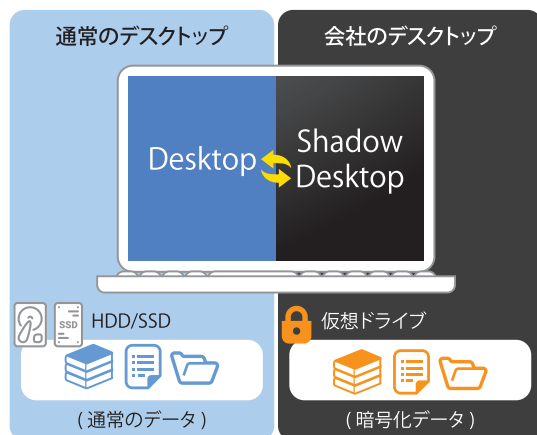 通常のデスクトップ
会社のデスクトップ
Desktop
Shadow
Desktop
SSD
HDD/SSD
仮想ドライブ
(通常のデータ)
(暗号化データ)